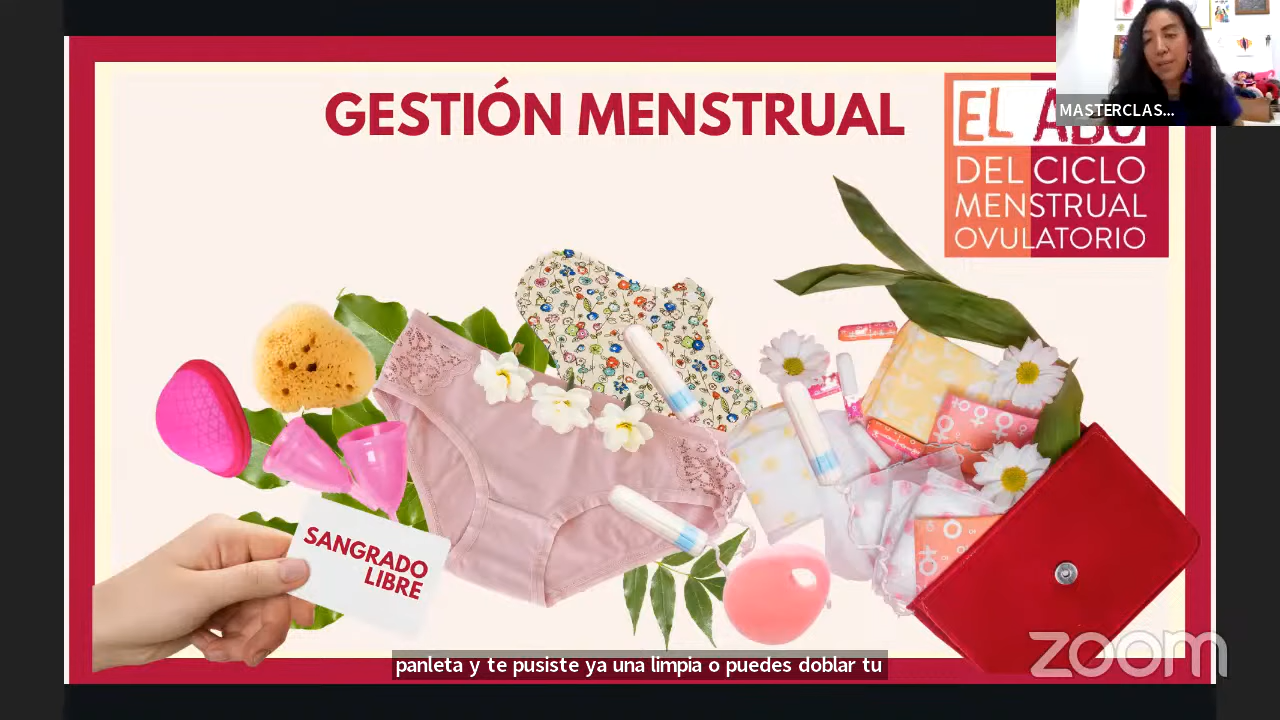 GESTIÓN MENSTRUAL
MASTERCLAS...
EL ABC
DEL CICLO
MENSTRUAL
OVULATORIO
SANGRADO
LIBRE
panleta y te pusiste ya una limpia o puedes doblar tu
zoom